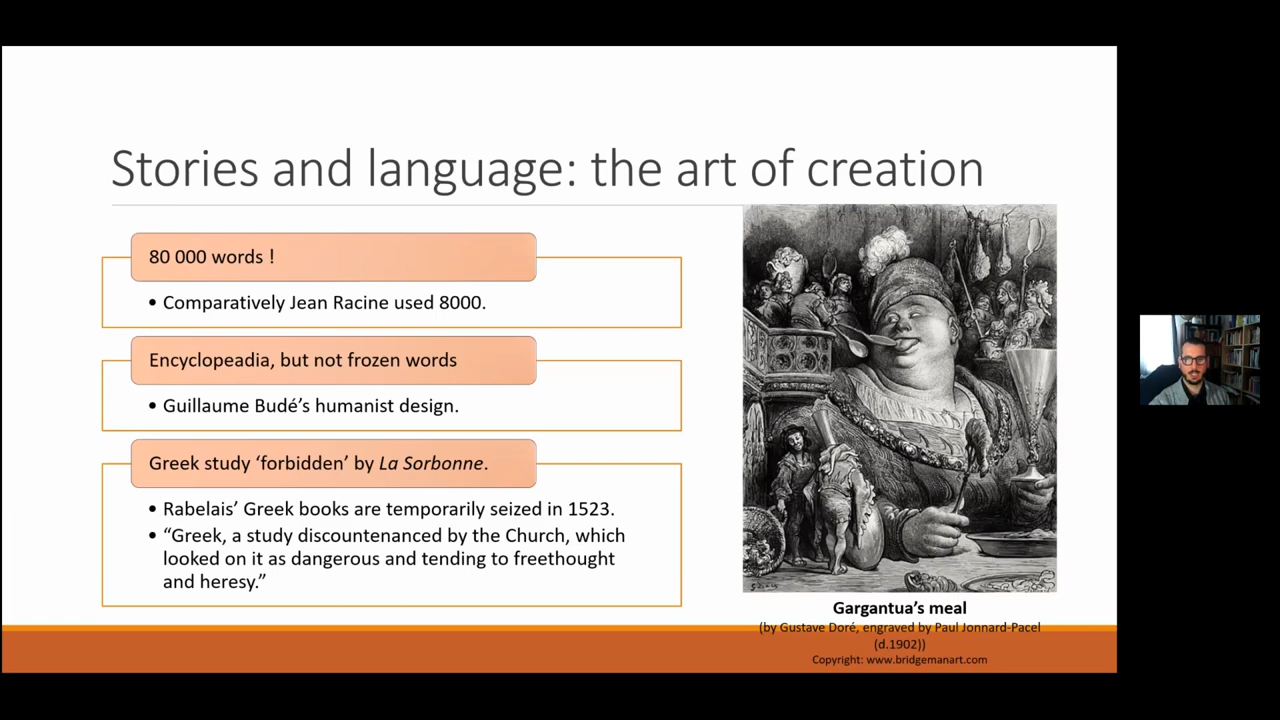 Stories and language: the art of creation
80 000 words !
• Comparatively Jean Racine used 8000.
Encyclopeadia, but not frozen words
• Guillaume Budé’s humanist design.
Greek study ‘forbidden’ by La Sorbonne.
• Rabelais’ Greek books are temporarily seized in 1523.
• “Greek, a study discountenanced by the Church, which
looked on it as dangerous and tending to freethought
and heresy.”
Gargantua’s meal
(by Gustave Doré, engraved by Paul Jonnard-Pacel
(d.1902))
Copyright: www.bridgemanart.com